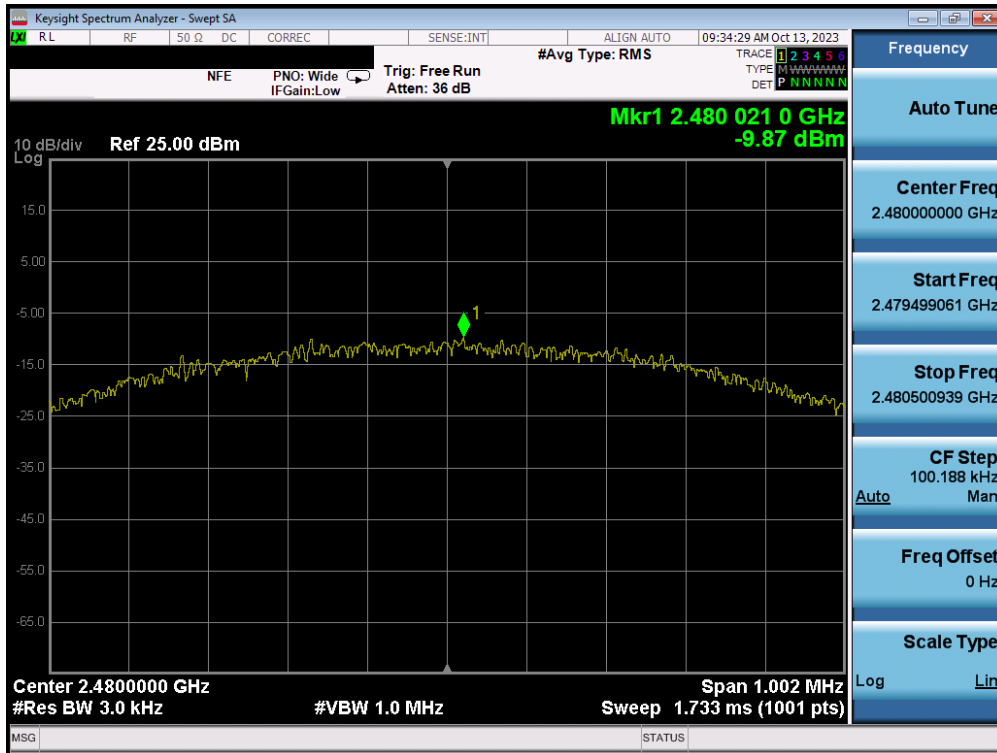 Keysight Spectrum Analyzer - Swept SA
LXI RL RF 50 Ω DC CORREC SENSE:INT ALIGN AUTO 09:34:29 AM Oct 13, 2023
NFE PNO: Wide Trig: Free Run #Avg Type: RMS TRACE 1 2 3 4 5 6
IFGain:Low Atten: 36 dB TYPE M WWWWW
DET P N N N N N
Mkr1 2.480 021 0 GHz
-9.87 dBm
10 dB/div Ref 25.00 dBm
Log
15.0
5.00
-5.00
1
-15.0
-25.0
-35.0
-45.0
-55.0
-65.0
Center 2.4800000 GHz Span 1.002 MHz
#Res BW 3.0 kHz #VBW 1.0 MHz Sweep 1.733 ms (1001 pts)
MSG STATUS
Frequency
Auto Tune
Center Freq
2.480000000 GHz
Start Freq
2.479499061 GHz
Stop Freq
2.480500939 GHz
CF Step
100.188 kHz
Auto Man
Freq Offset
0 Hz
Scale Type
Log Lin